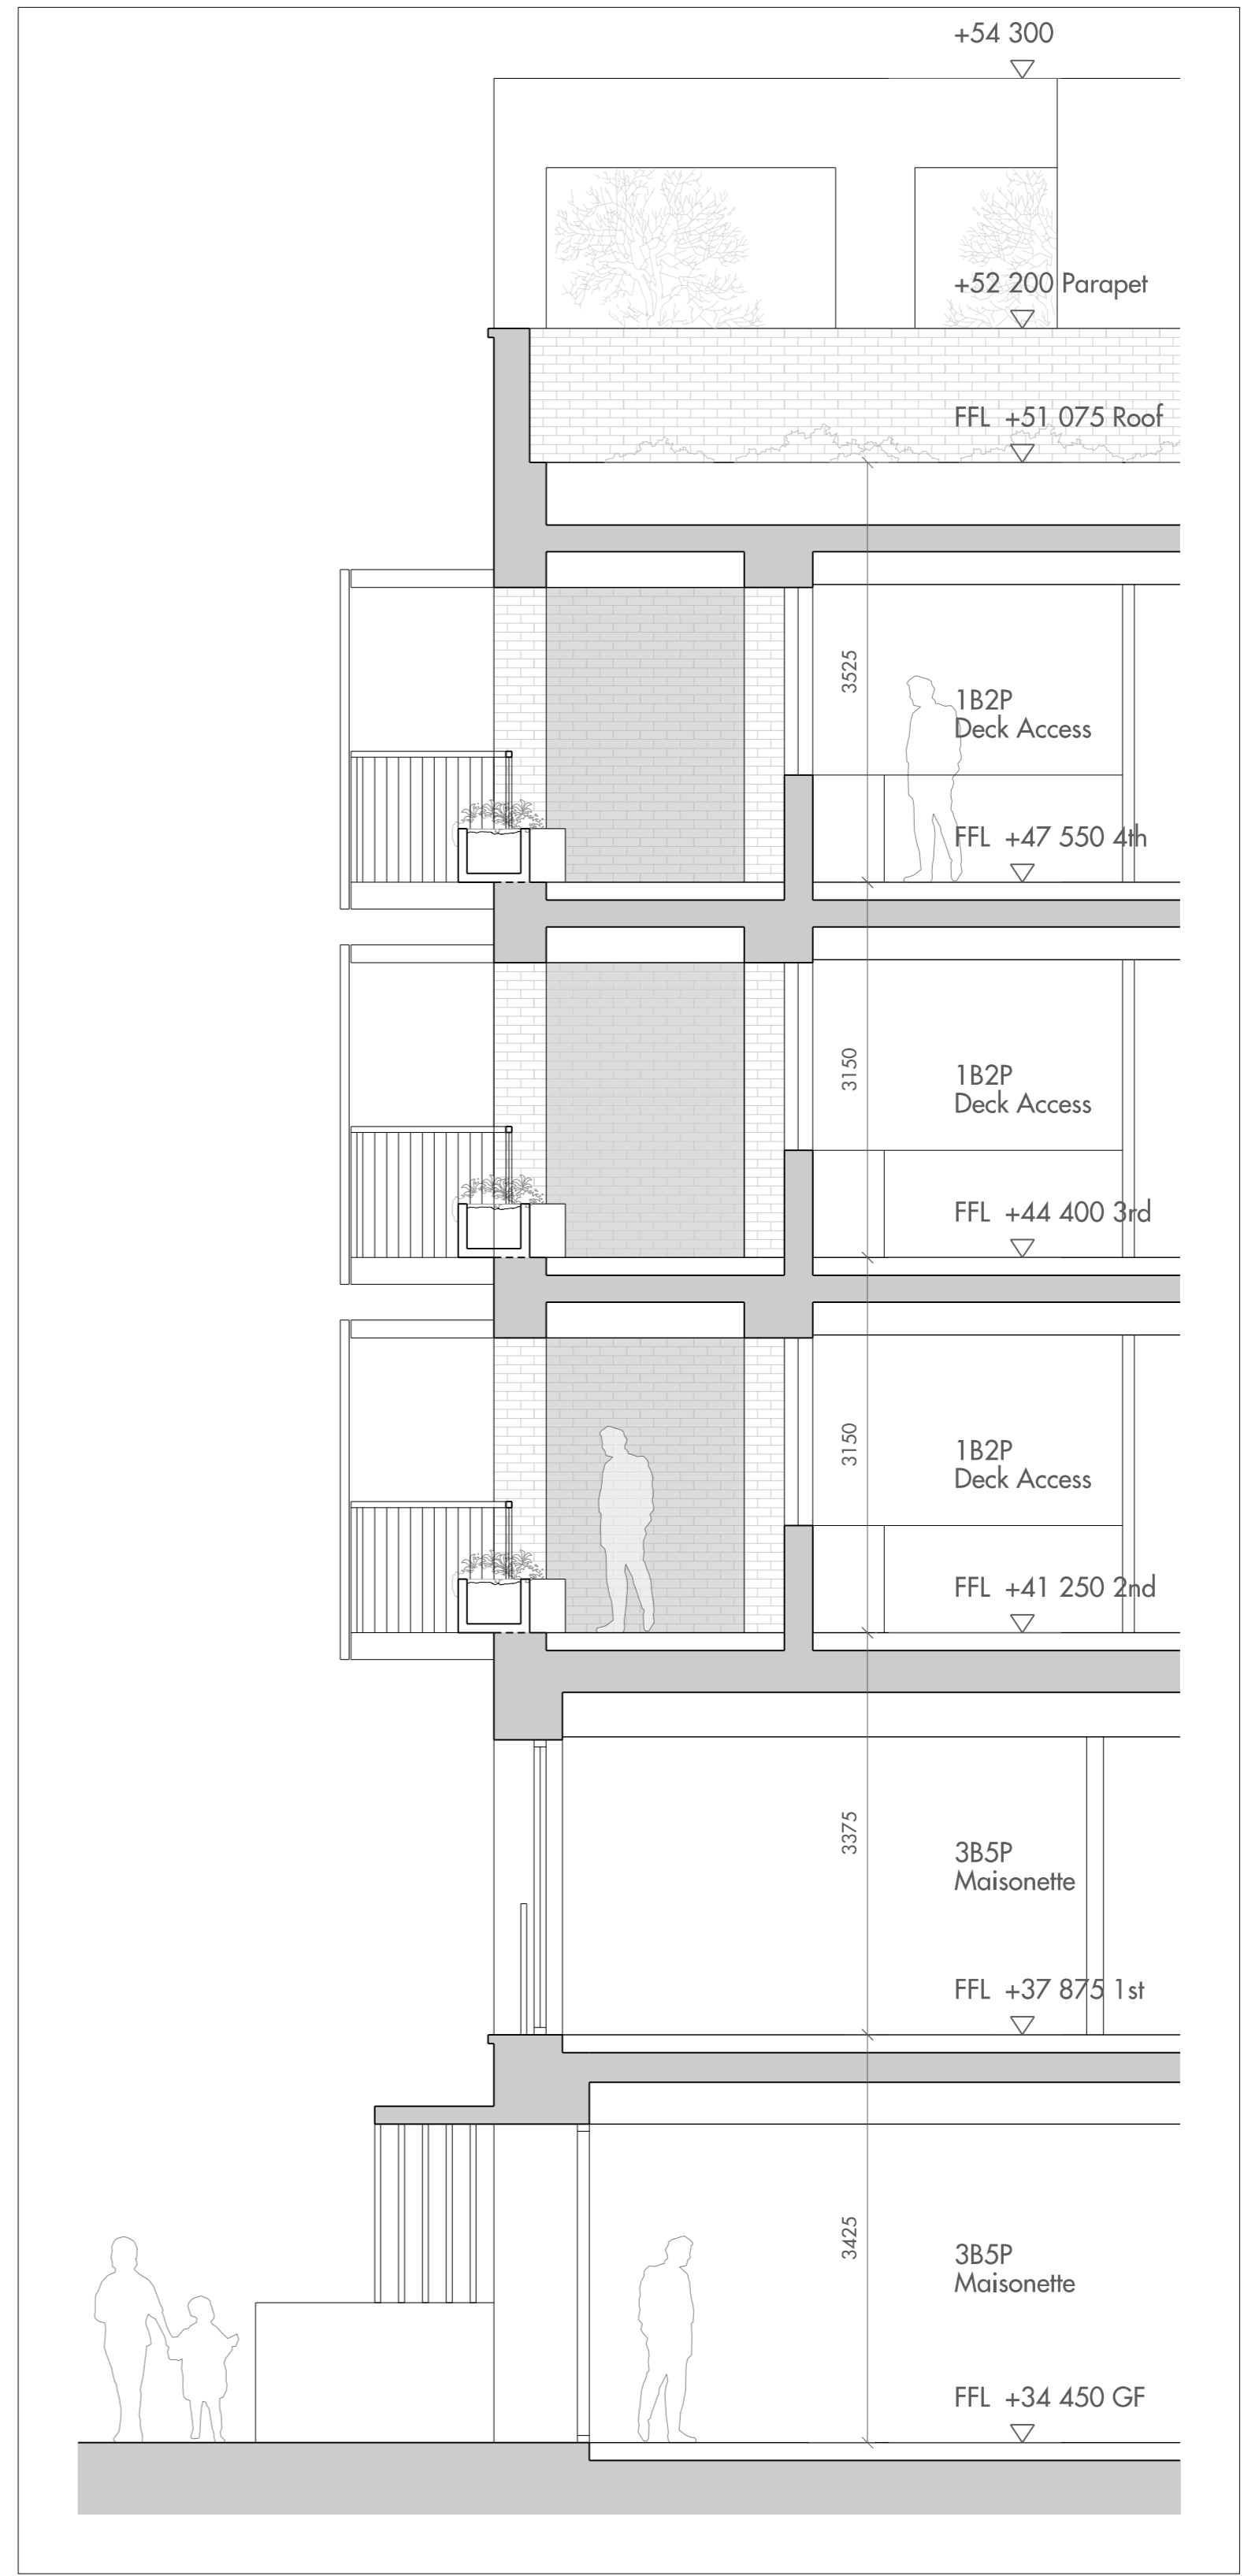 +54 300
+52 200 Parapet
FFL +51 075 Roof
3525
1B2P
Deck Access
FFL +47 550 4th
3150
1B2P
Deck Access
FFL +44 400 3rd
3150
1B2P
Deck Access
FFL +41 250 2nd
3375
3B5P
Maisonette
FFL +37 875 1st
3425
3B5P
Maisonette
FFL +34 450 GF